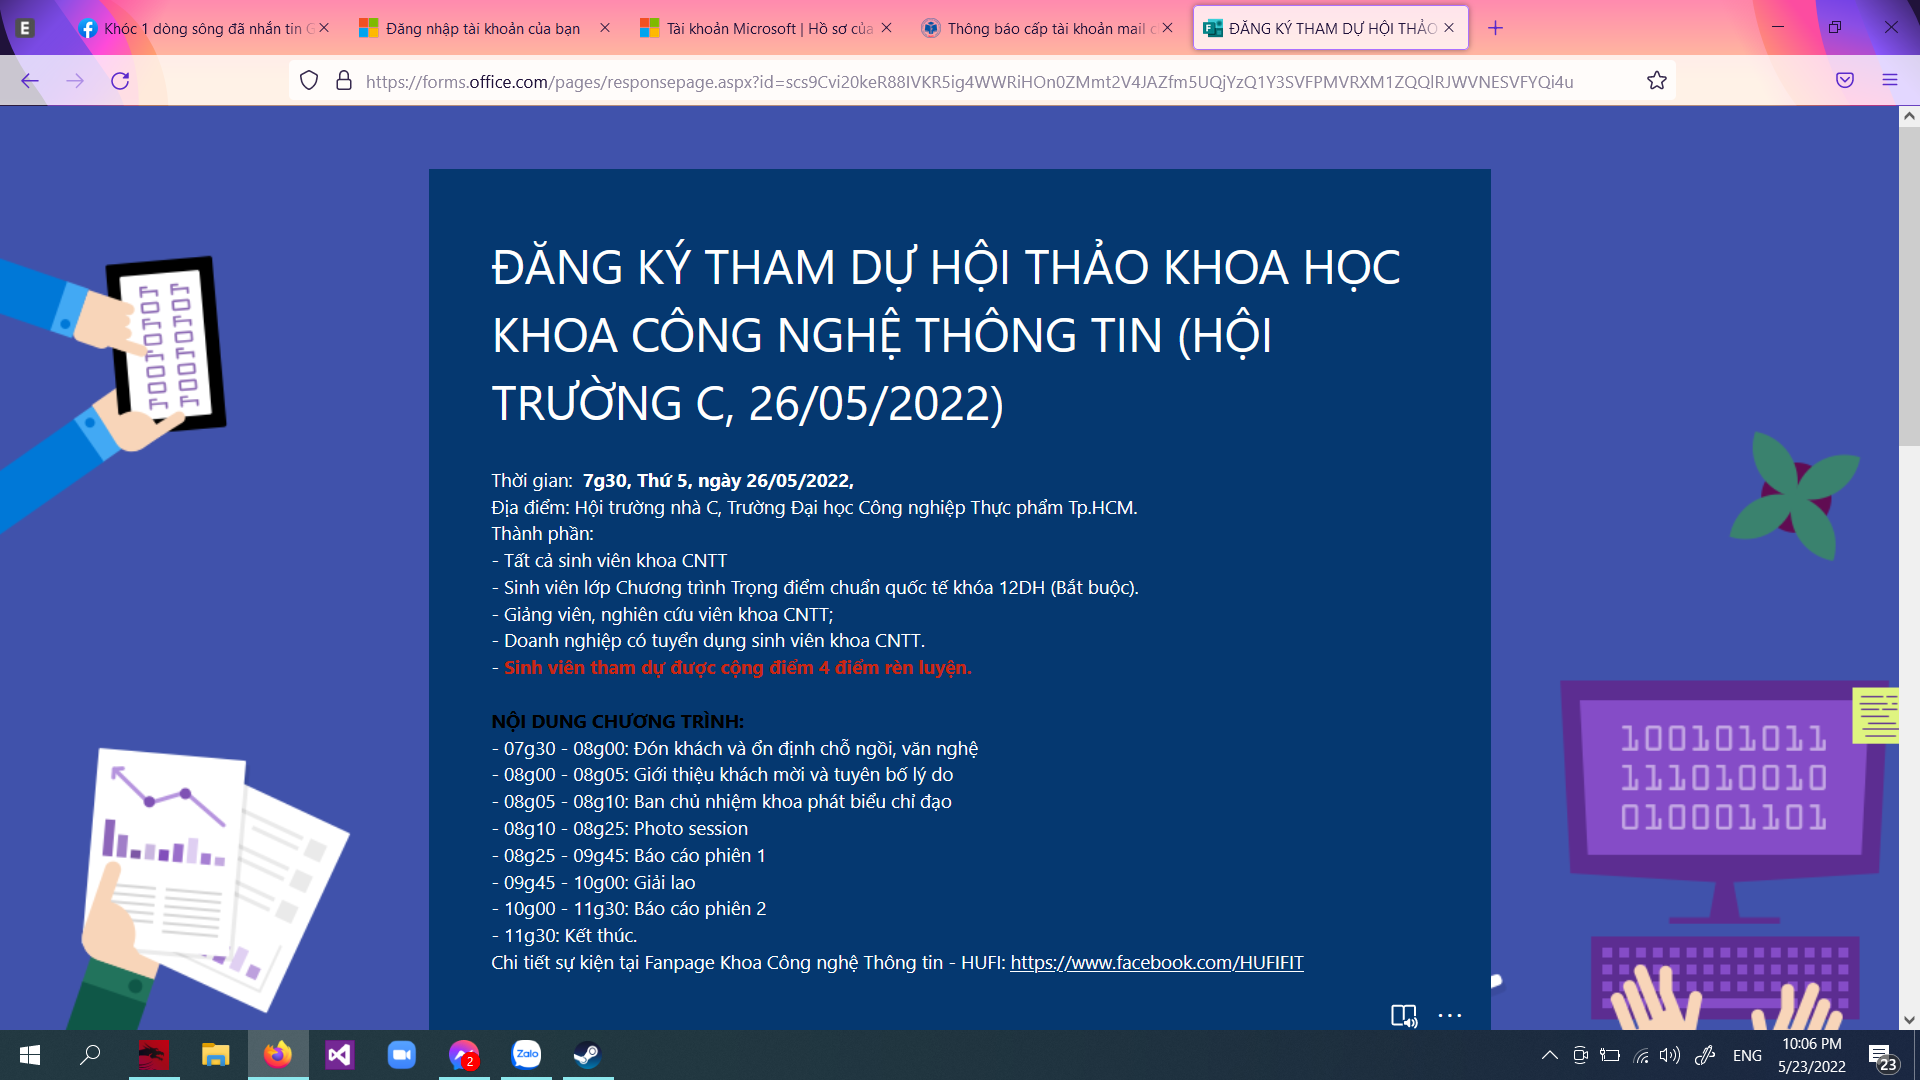 Khóc 1 dòng sông đã nhắn tin G
Đăng nhập tài khoản của bạn
Tài khoản Microsoft | Hồ sơ của
Thông báo cấp tài khoản mail c
ĐĂNG KÝ THAM DỰ HỘI THẢO
https://forms.office.com/pages/responsepage.aspx?id=scs9Cvi20keR88IVKR5ig4WWRiHOn0ZMmt2V4JAZfm5UQjYzQ1Y3SVFPMVRXM1ZQQlRJWVNESVFYQi4u
ĐĂNG KÝ THAM DỰ HỘI THẢO KHOA HỌC
KHOA CÔNG NGHỆ THÔNG TIN (HỘI
TRƯỜNG C, 26/05/2022)
Thời gian: 7g30, Thứ 5, ngày 26/05/2022,
Địa điểm: Hội trường nhà C, Trường Đại học Công nghiệp Thực phẩm Tp.HCM.
Thành phần:
- Tất cả sinh viên khoa CNTT
- Sinh viên lớp Chương trình Trọng điểm chuẩn quốc tế khóa 12DH (Bắt buộc).
- Giảng viên, nghiên cứu viên khoa CNTT;
- Doanh nghiệp có tuyển dụng sinh viên khoa CNTT.
- Sinh viên tham dự được cộng điểm 4 điểm rèn luyện.
NỘI DUNG CHƯƠNG TRÌNH:
- 07g30 - 08g00: Đón khách và ổn định chỗ ngồi, văn nghệ
- 08g00 - 08g05: Giới thiệu khách mời và tuyên bố lý do
- 08g05 - 08g10: Ban chủ nhiệm khoa phát biểu chỉ đạo
- 08g10 - 08g25: Photo session
- 08g25 - 09g45: Báo cáo phiên 1
- 09g45 - 10g00: Giải lao
- 10g00 - 11g30: Báo cáo phiên 2
- 11g30: Kết thúc.
Chi tiết sự kiện tại Fanpage Khoa Công nghệ Thông tin - HUFI: https://www.facebook.com/HUFIFIT
100101011
111010010
010001101
2
Zalo
ENG
10:06 PM
5/23/2022
23